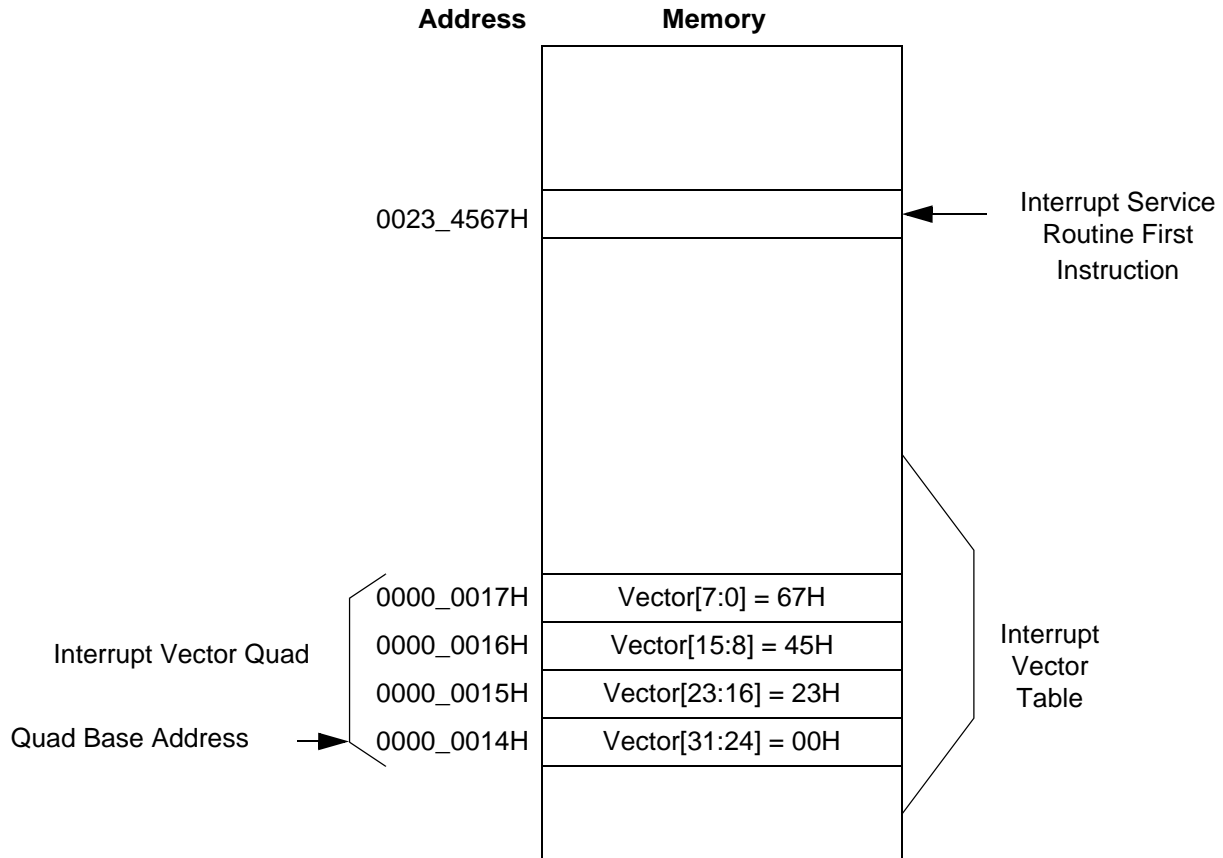 Address Memory
0023_4567H
Interrupt Service
Routine First
Instruction
0000_0017H Vector[7:0] = 67H
0000_0016H Vector[15:8] = 45H
0000_0015H Vector[23:16] = 23H
0000_0014H Vector[31:24] = 00H
Interrupt Vector Quad
Quad Base Address
Interrupt
Vector
Table